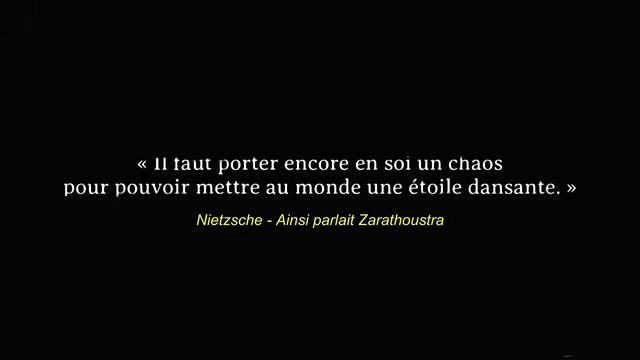 « Il faut porter encore en soi un chaos
pour pouvoir mettre au monde une étoile dansante. »
Nietzsche - Ainsi parlait Zarathoustra